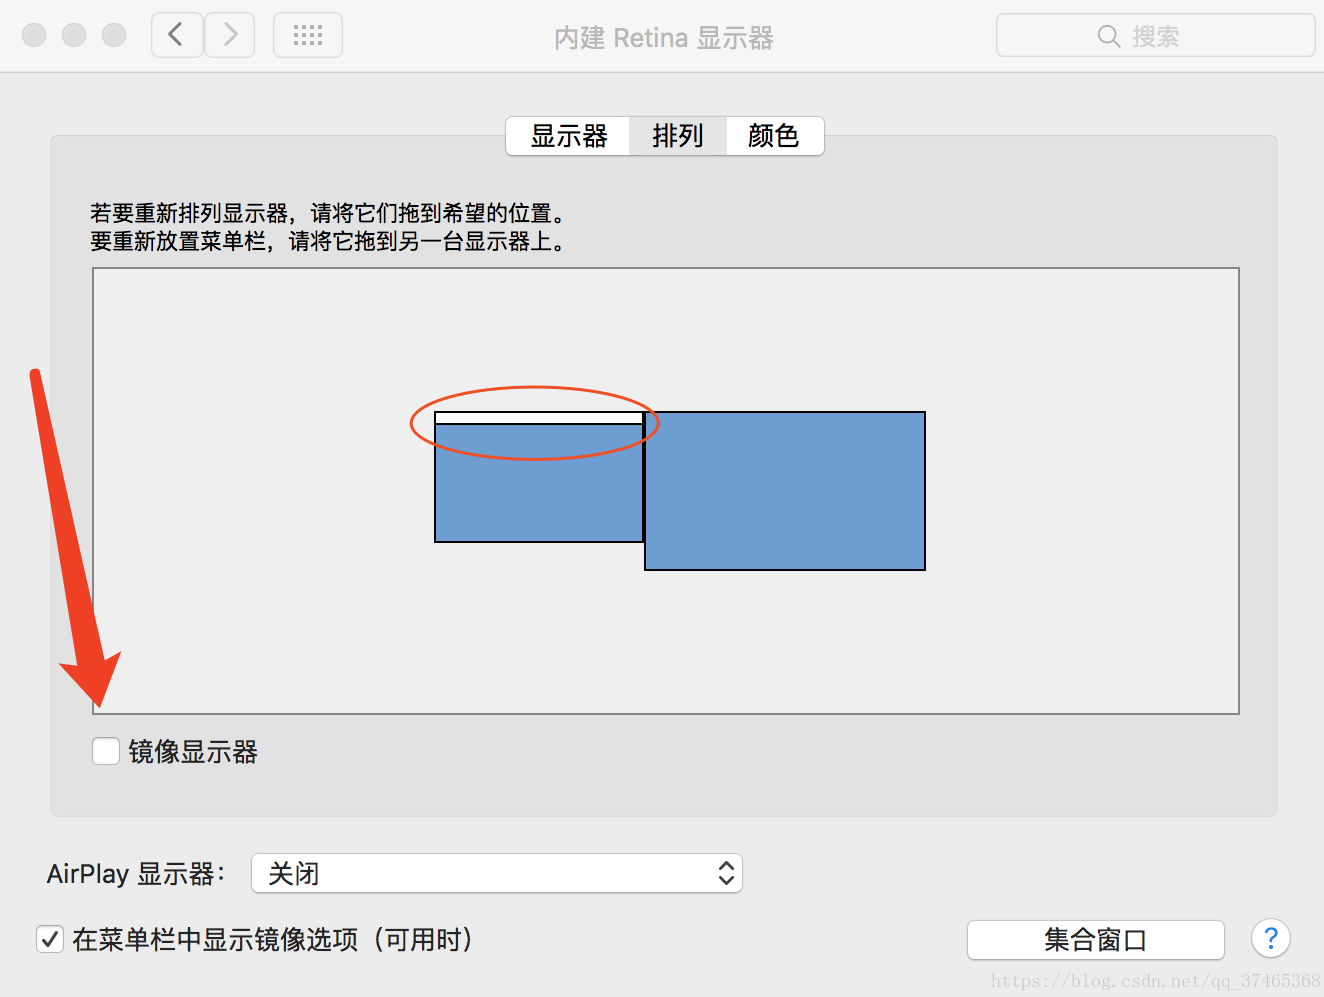 内建 Retina 显示器
搜索
显示器
排列
颜色
若要重新排列显示器，请将它们拖到希望的位置。
要重新放置菜单栏，请将它拖到另一台显示器上。
镜像显示器
AirPlay 显示器：
关闭
在菜单栏中显示镜像选项（可用时）
集合窗口
?
https://blog.csdn.net/qq_37465368